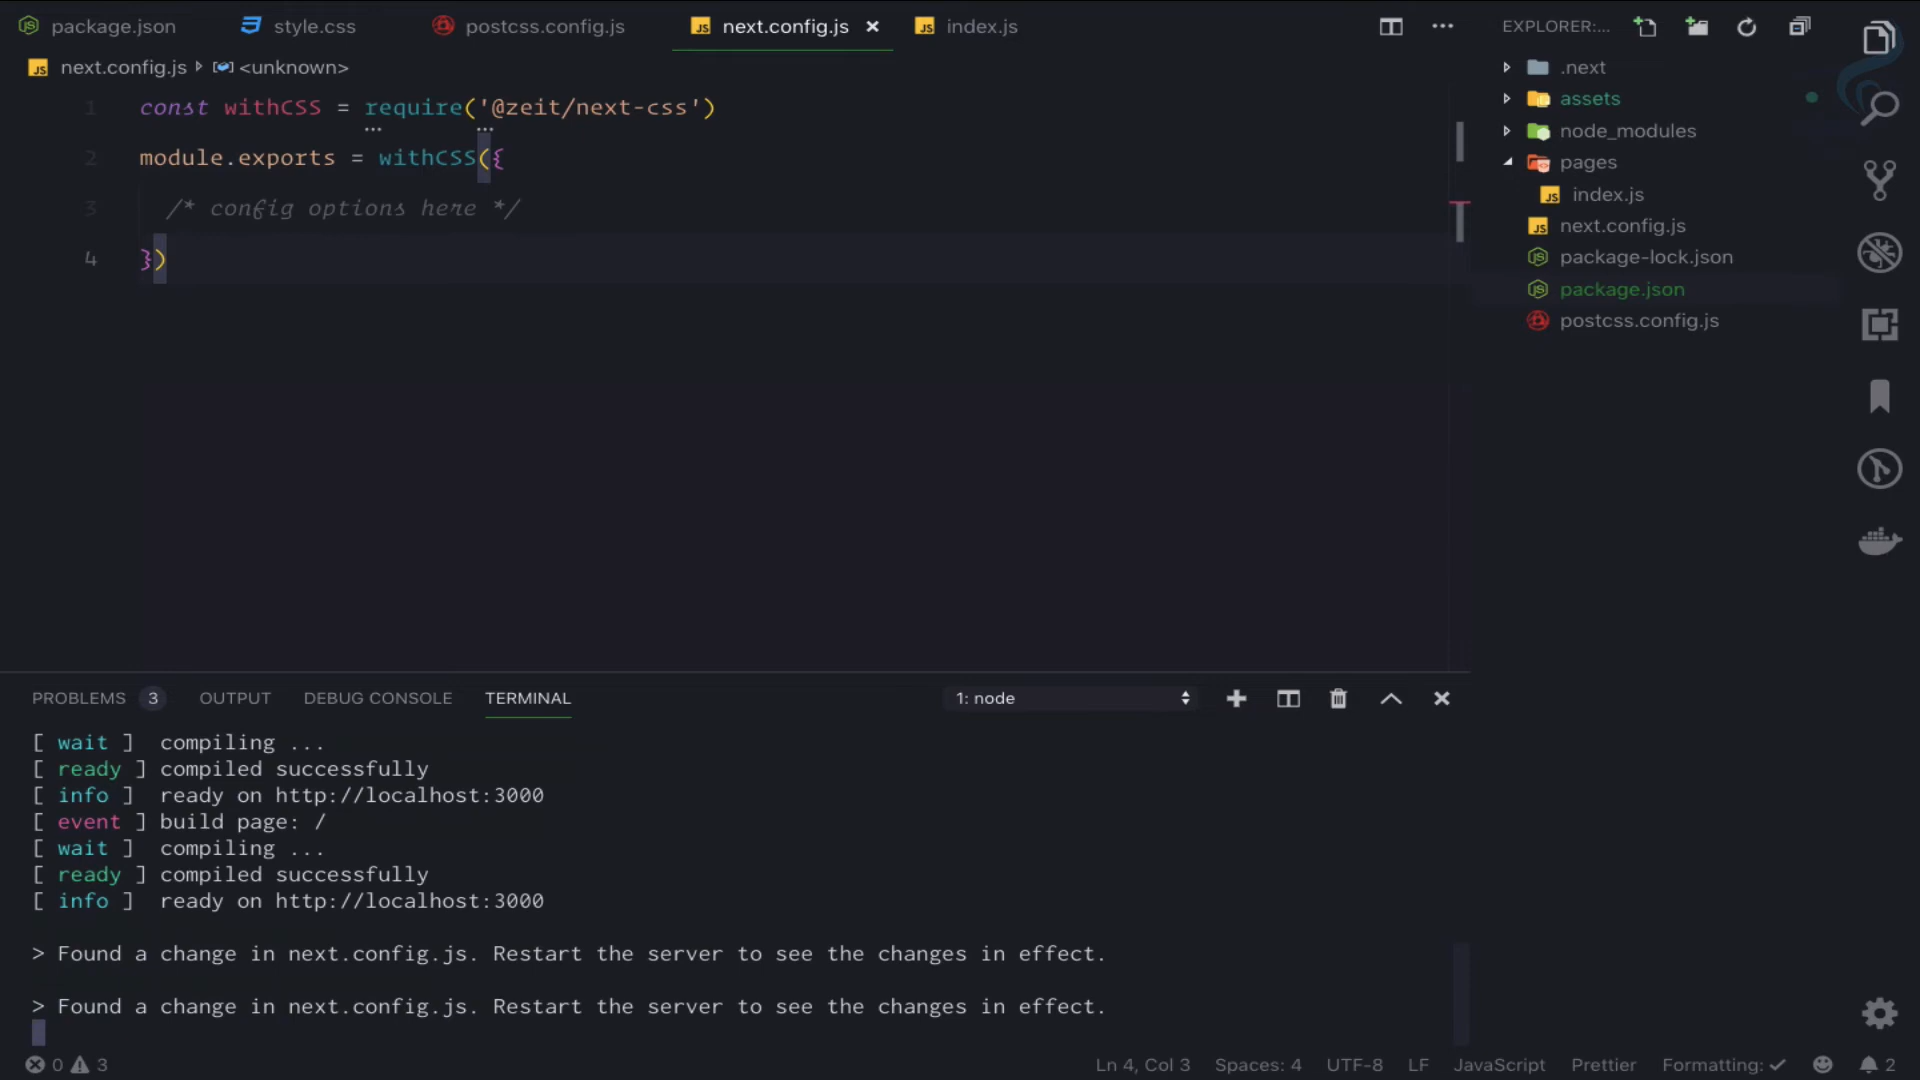 package.json
style.css
postcss.config.js
next.config.js
index.js
EXPLORER:...
next.config.js <unknown>
1 const withCSS = require('@zeit/next-css')
2 module.exports = withCSS({
3 /* config options here */
4 })
.next
assets
node_modules
pages
index.js
next.config.js
package-lock.json
package.json
postcss.config.js
PROBLEMS 3 OUTPUT DEBUG CONSOLE TERMINAL 1: node
[ wait ] compiling ...
[ ready ] compiled successfully
[ info ] ready on http://localhost:3000
[ event ] build page: /
[ wait ] compiling ...
[ ready ] compiled successfully
[ info ] ready on http://localhost:3000
> Found a change in next.config.js. Restart the server to see the changes in effect.
> Found a change in next.config.js. Restart the server to see the changes in effect.
0 3 Ln 4, Col 3 Spaces: 4 UTF-8 LF JavaScript Prettier Formatting: ✓ 2